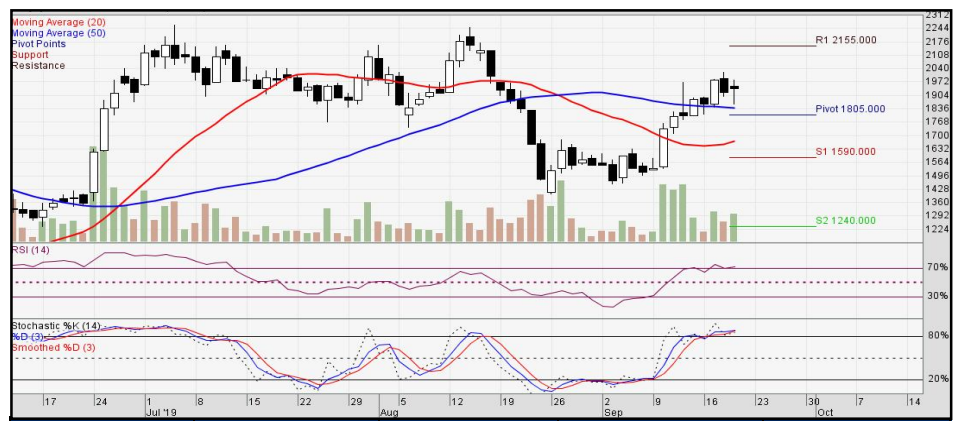 Moving Average (20)
Moving Average (50)
Pivot Points
Support
Resistance
R1 2155.000
Pivot 1805.000
S1 1590.000
S2 1240.000
2312
2244
2176
2108
2040
1972
1904
1836
1768
1700
1632
1564
1496
1428
1360
1292
1224
RSI (14)
70%
30%
Stochastic %K (14)
%D (3)
Smoothed %D (3)
80%
20%
17 24 1 8 15 22 29 5 12 19 26 2 9 16 23 30 7 14
Jul '19 Aug Sep Oct